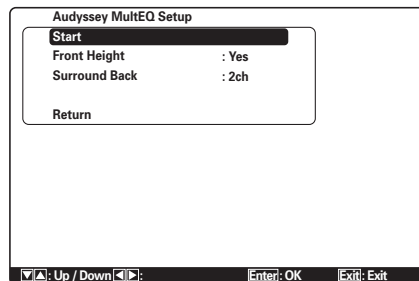 Audyssey MultEQ Setup
Start
Front Height : Yes
Surround Back : 2ch
Return
▼▲: Up / Down ◀▶: Enter: OK Exit: Exit